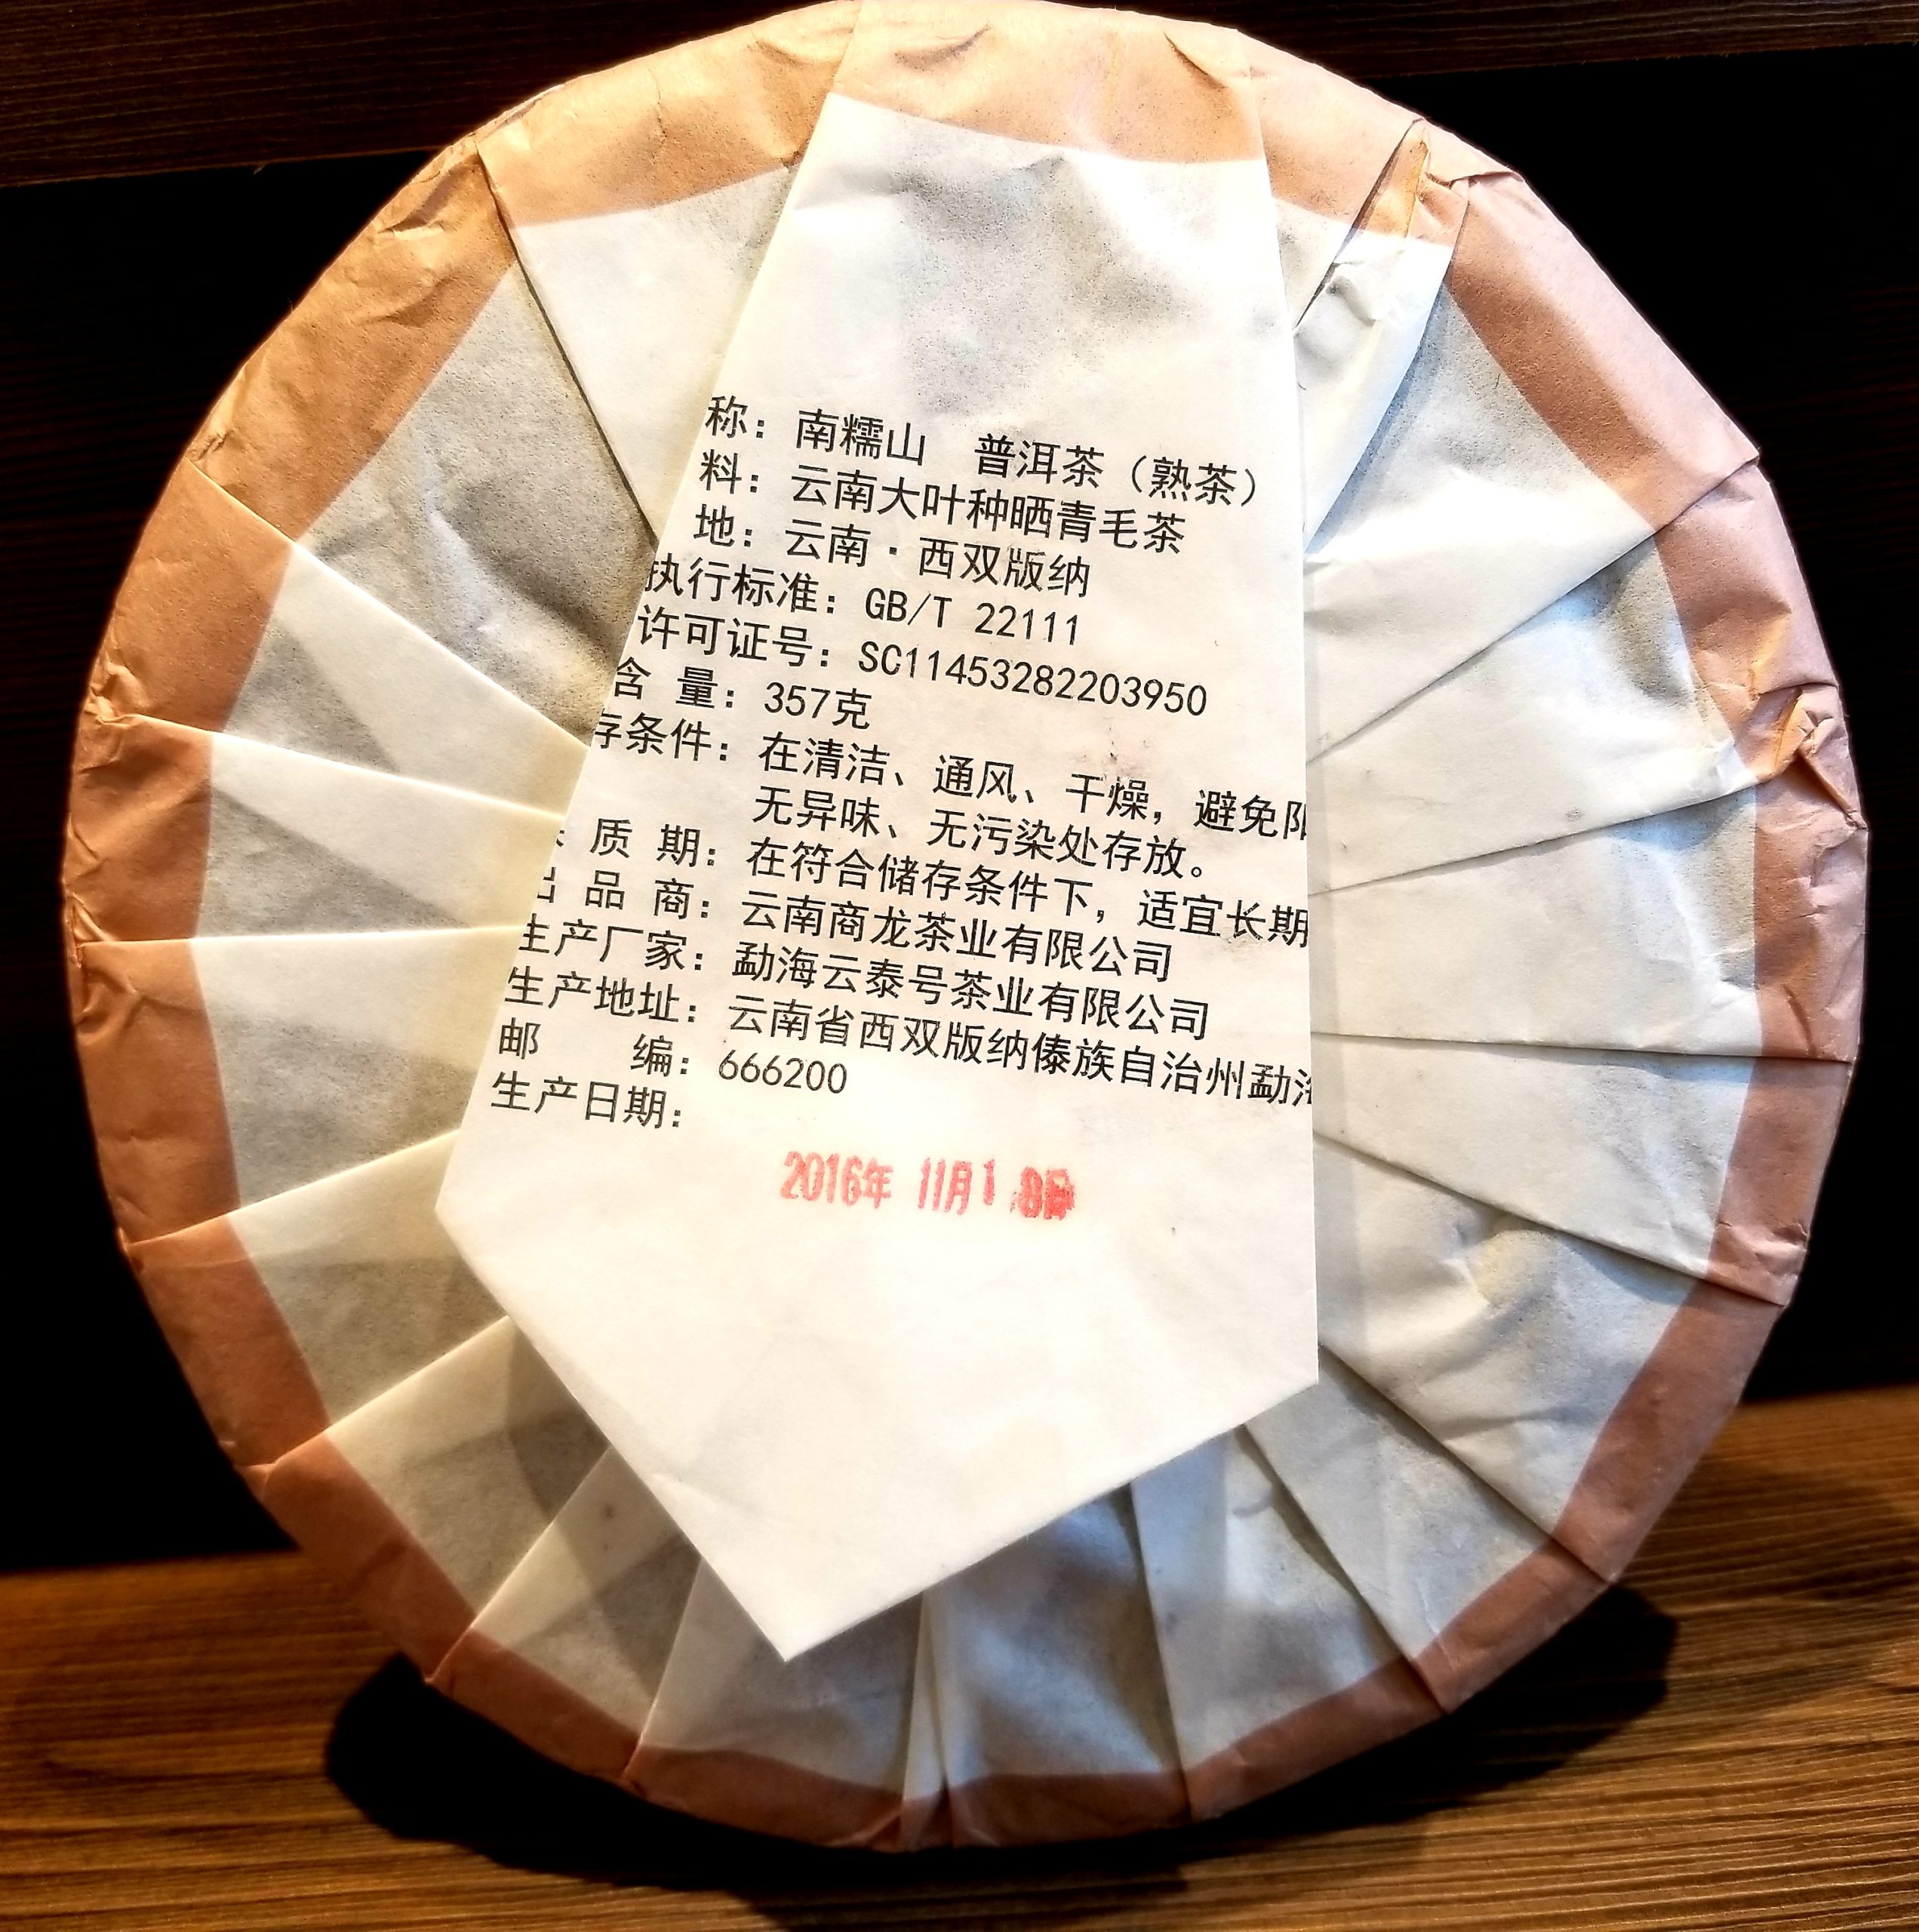 称：南糯山 普洱茶（熟茶）
料：云南大叶种晒青毛茶
地：云南·西双版纳
执行标准：GB/T 22111
许可证号：SC11453282203950
含 量：357克
存条件：在清洁、通风、干燥，避免阳
无异味、无污染处存放。
质 期：在符合储存条件下，适宜长期
品 商：云南商龙茶业有限公司
生产厂家：勐海云泰号茶业有限公司
生产地址：云南省西双版纳傣族自治州勐海
邮 编：666200
生产日期：
2016年 11月1 8日